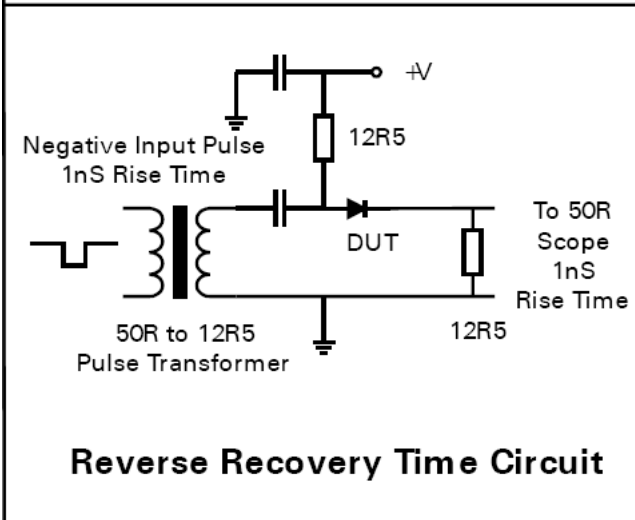 +V
12R5
Negative Input Pulse
1nS Rise Time
DUT
To 50R
Scope
1nS
Rise Time
12R5
50R to 12R5
Pulse Transformer
Reverse Recovery Time Circuit